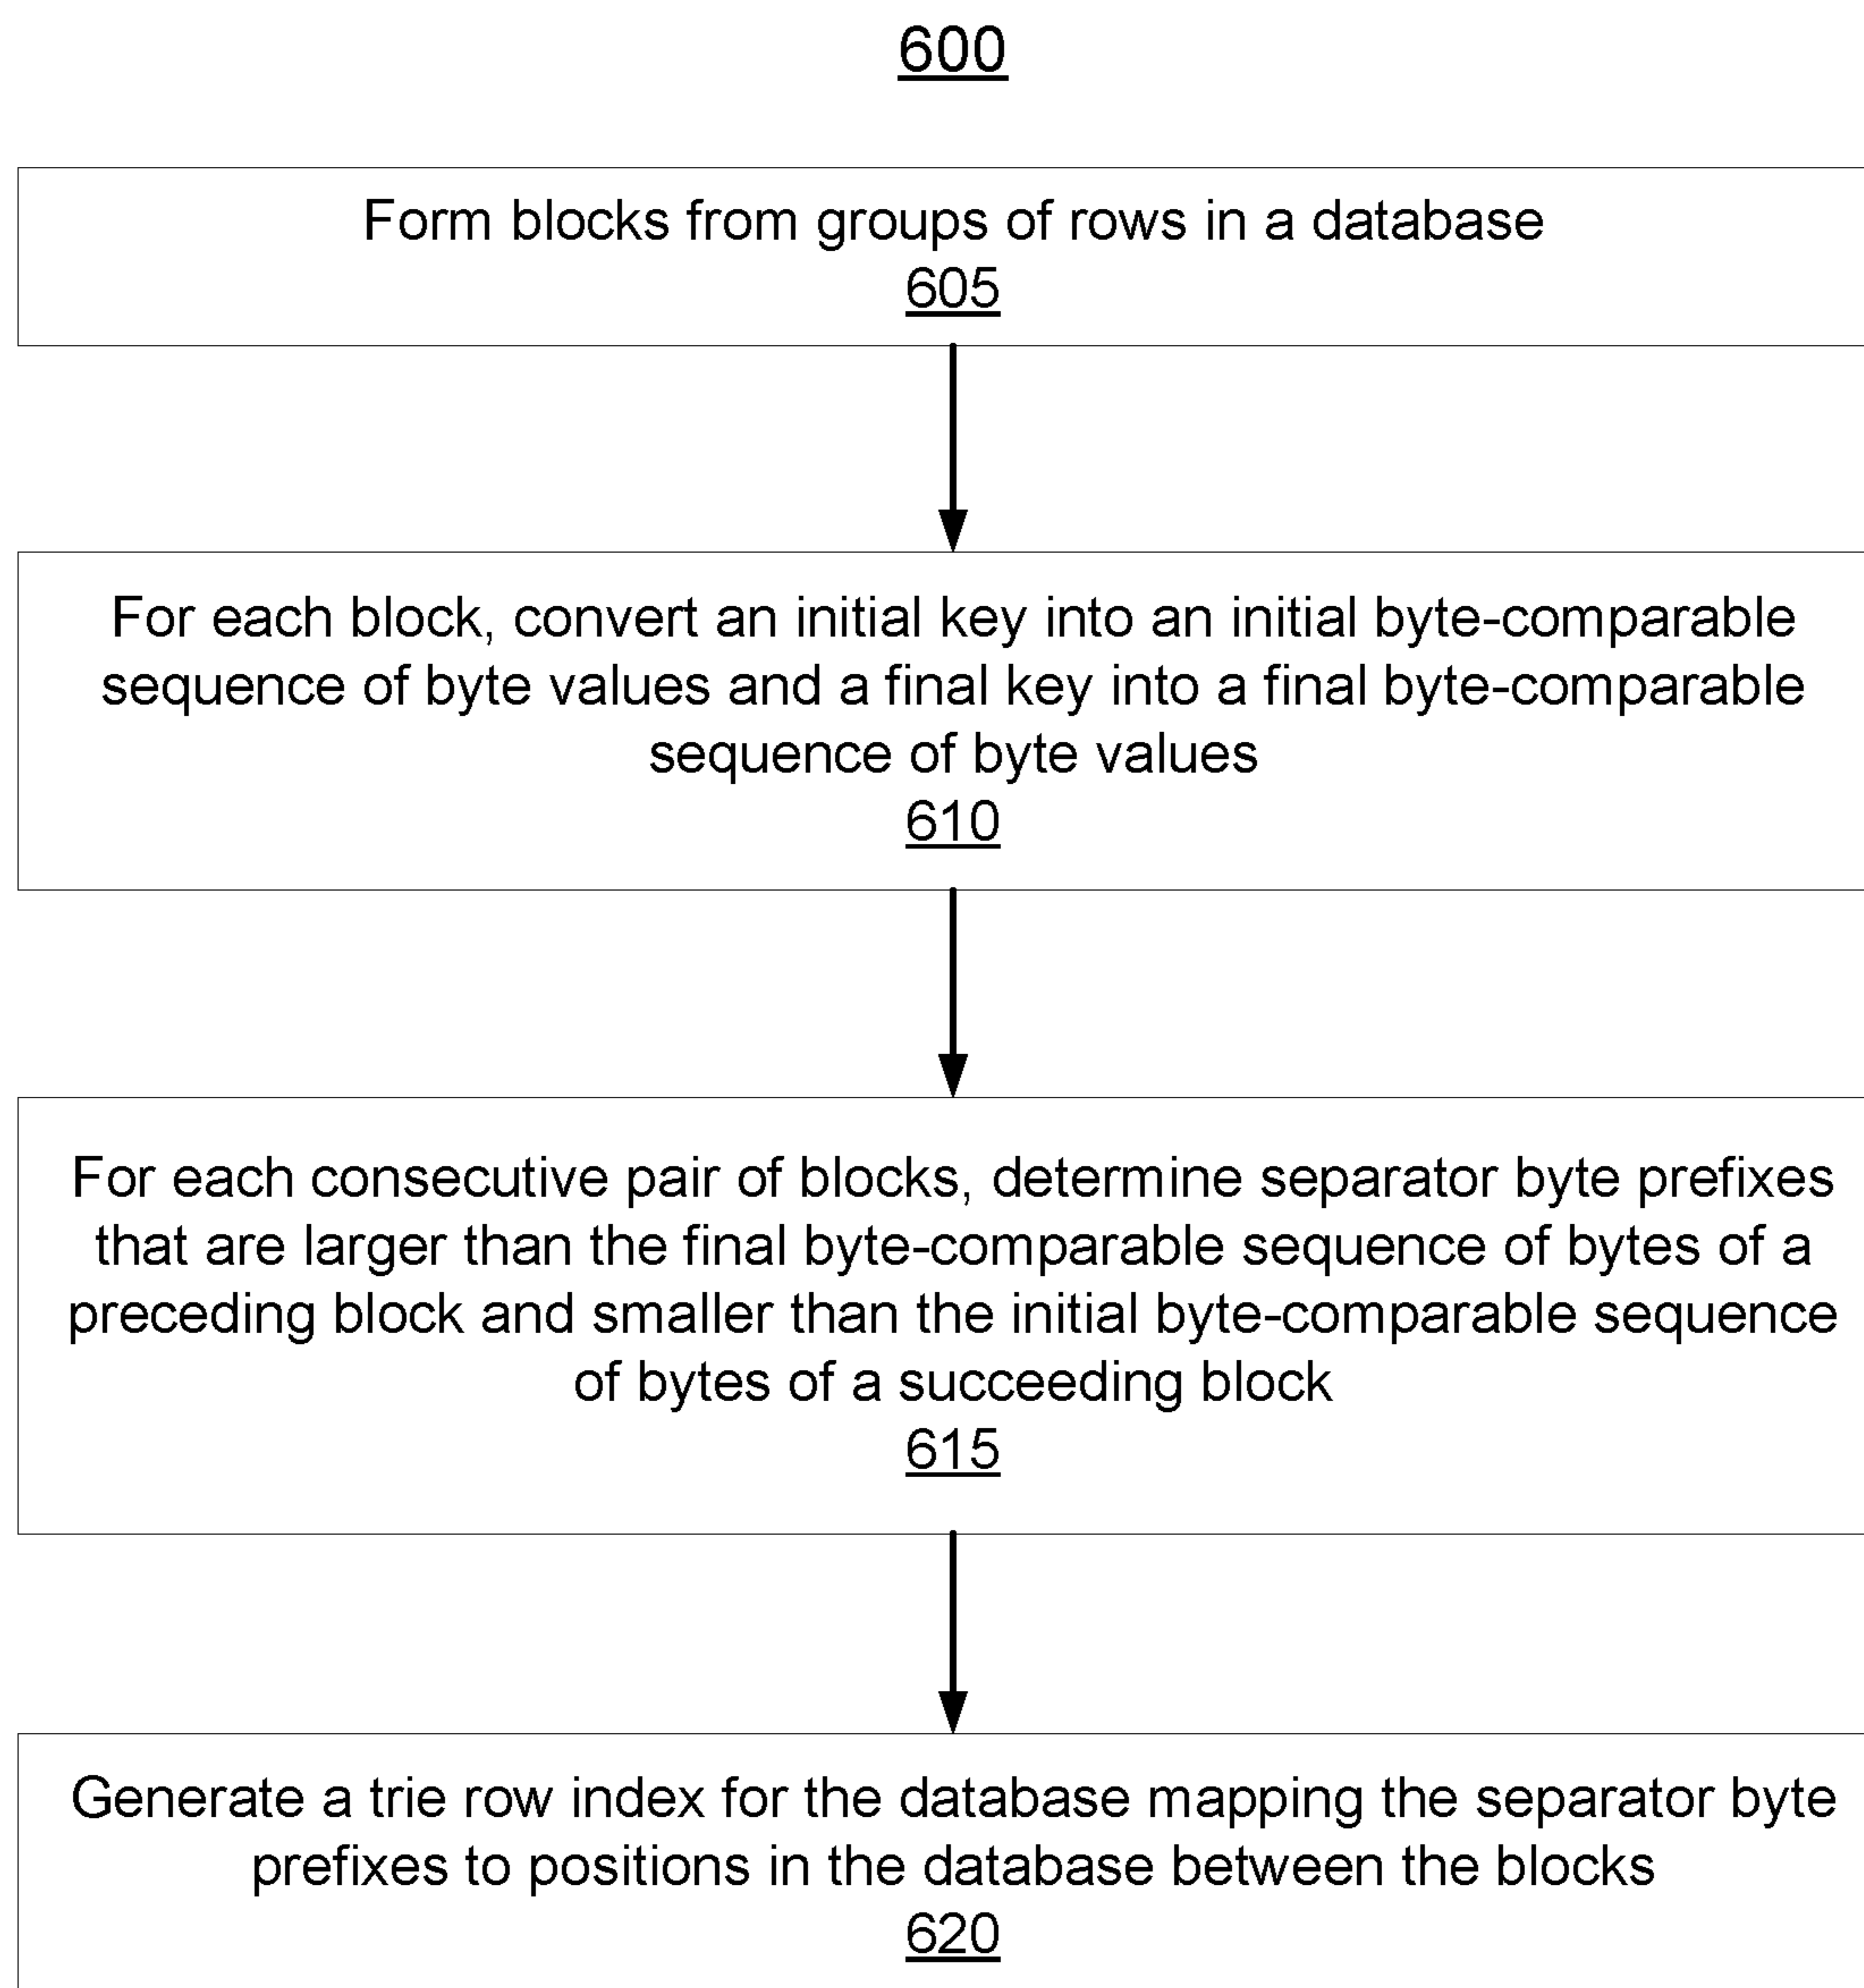 600
Form blocks from groups of rows in a database
605
For each block, convert an initial key into an initial byte-comparable
sequence of byte values and a final key into a final byte-comparable
sequence of byte values
610
For each consecutive pair of blocks, determine separator byte prefixes
that are larger than the final byte-comparable sequence of bytes of a
preceding block and smaller than the initial byte-comparable sequence
of bytes of a succeeding block
615
Generate a trie row index for the database mapping the separator byte
prefixes to positions in the database between the blocks
620